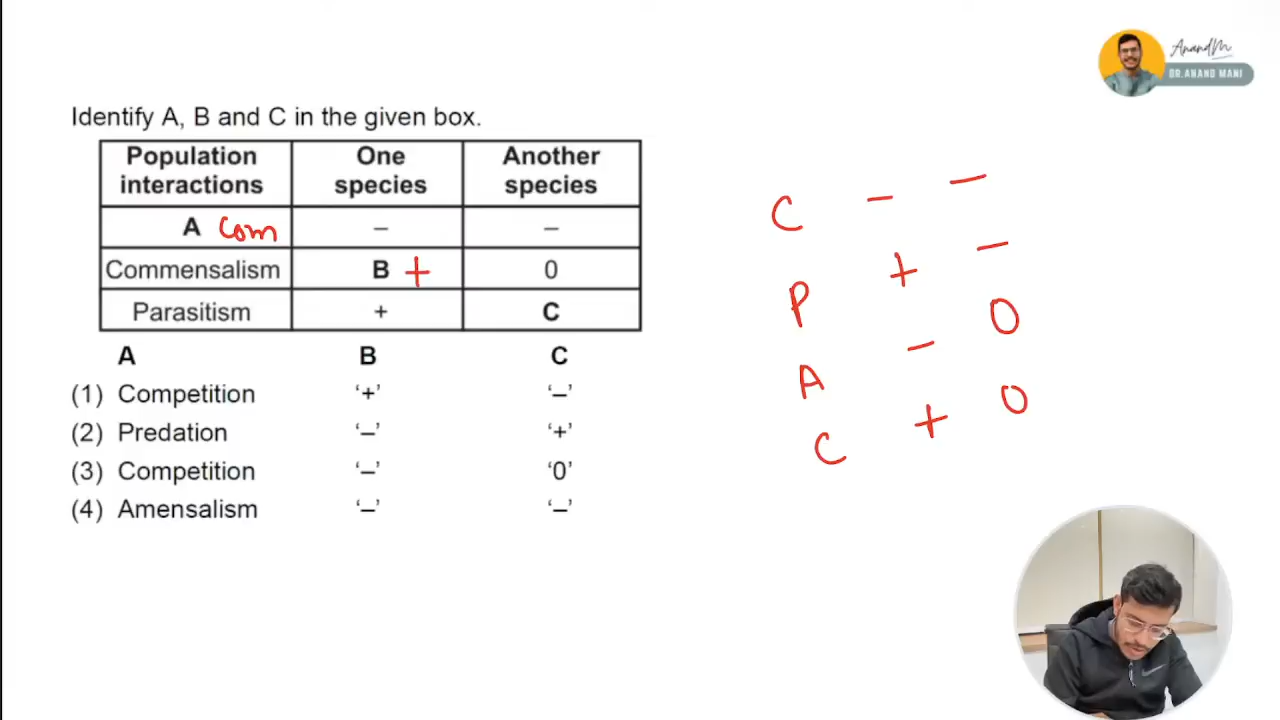 AnandM
DR.ANAND MANI
Identify A, B and C in the given box.
Population interactions One species Another species
A Com – –
Commensalism B + 0
Parasitism + C
A B C
(1) Competition ‘+’ ‘–’
(2) Predation ‘–’ ‘+’
(3) Competition ‘–’ ‘0’
(4) Amensalism ‘–’ ‘–’
C – –
P + –
A – 0
C + 0